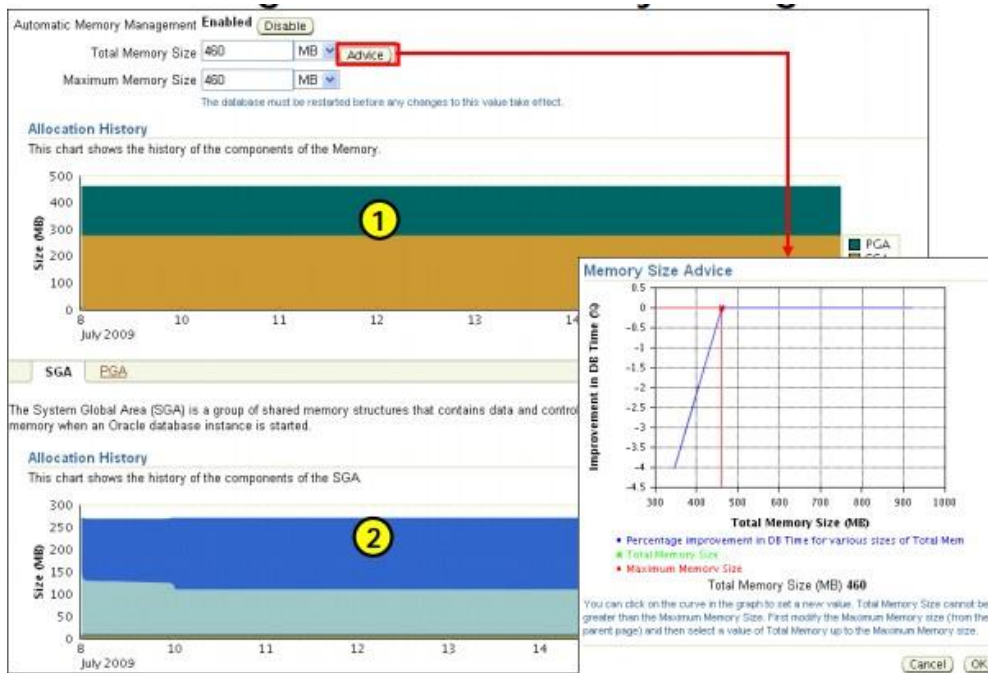 Automatic Memory Management Enabled Disable
Total Memory Size 460 MB Advice
Maximum Memory Size 460 MB
The database must be restarted before any changes to this value take effect.
Allocation History
This chart shows the history of the components of the Memory.
Size (MB)
500
400
300
200
100
0
8 10 11 12 13 14
July 2009
1
PGA
SGA PGA
The System Global Area (SGA) is a group of shared memory structures that contains data and contro
memory when an Oracle database instance is started.
Allocation History
This chart shows the history of the components of the SGA
Size (MB)
300
250
200
150
100
50
0
8 10 11 12 13 14
July 2009
2
Memory Size Advice
Improvement in DB Time (%)
0.5
0
-0.5
-1
-1.5
-2
-2.5
-3
-3.5
-4
-4.5
300 400 500 600 700 800 900 1000
Total Memory Size (MB)
Percentage improvement in DB Time for various sizes of Total Mem
Total Memory Size
Maximum Memory Size
Total Memory Size (MB) 460
You can click on the curve in the graph to set a new value. Total Memory Size cannot be
greater than the Maximum Memory Size. First modify the Maximum Memory size (from the
parent page) and then select a value of Total Memory up to the Maximum Memory size.
Cancel OK